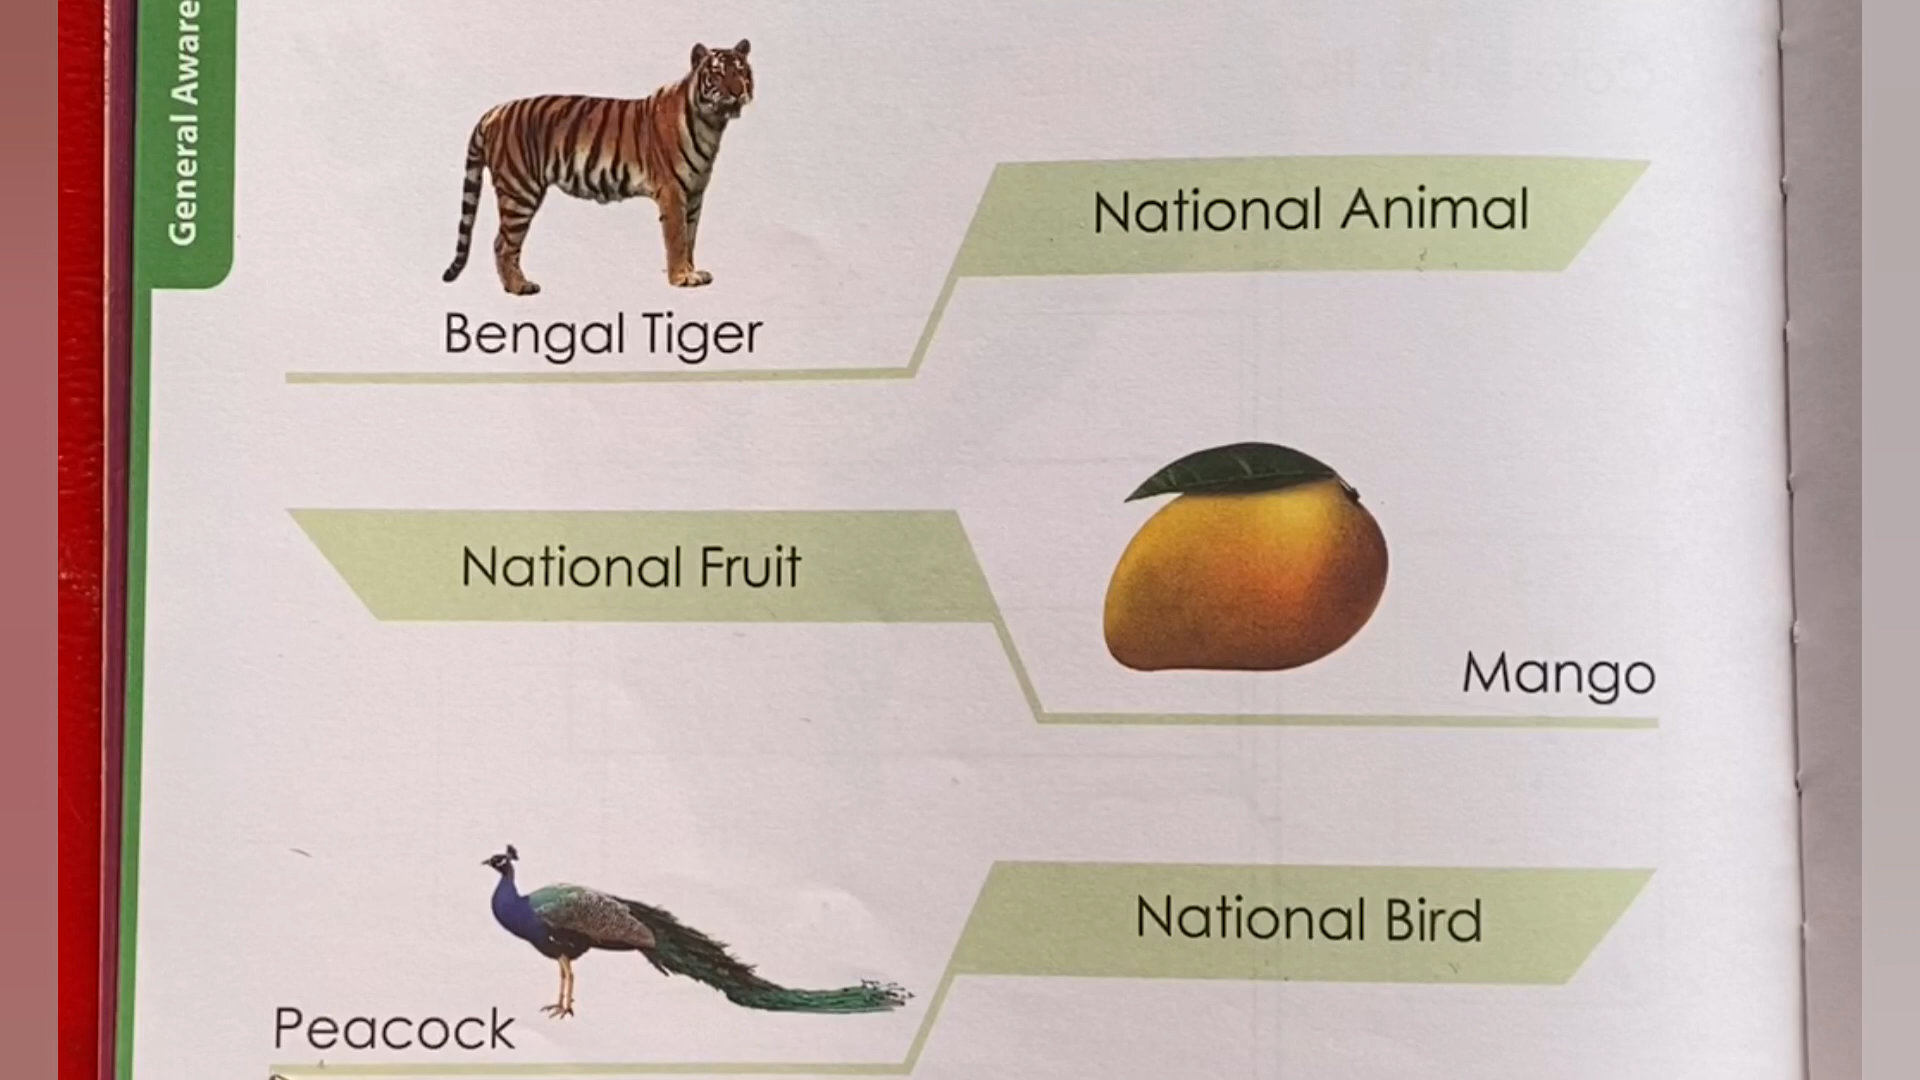 General Aware
National Animal
Bengal Tiger
National Fruit
Mango
National Bird
Peacock